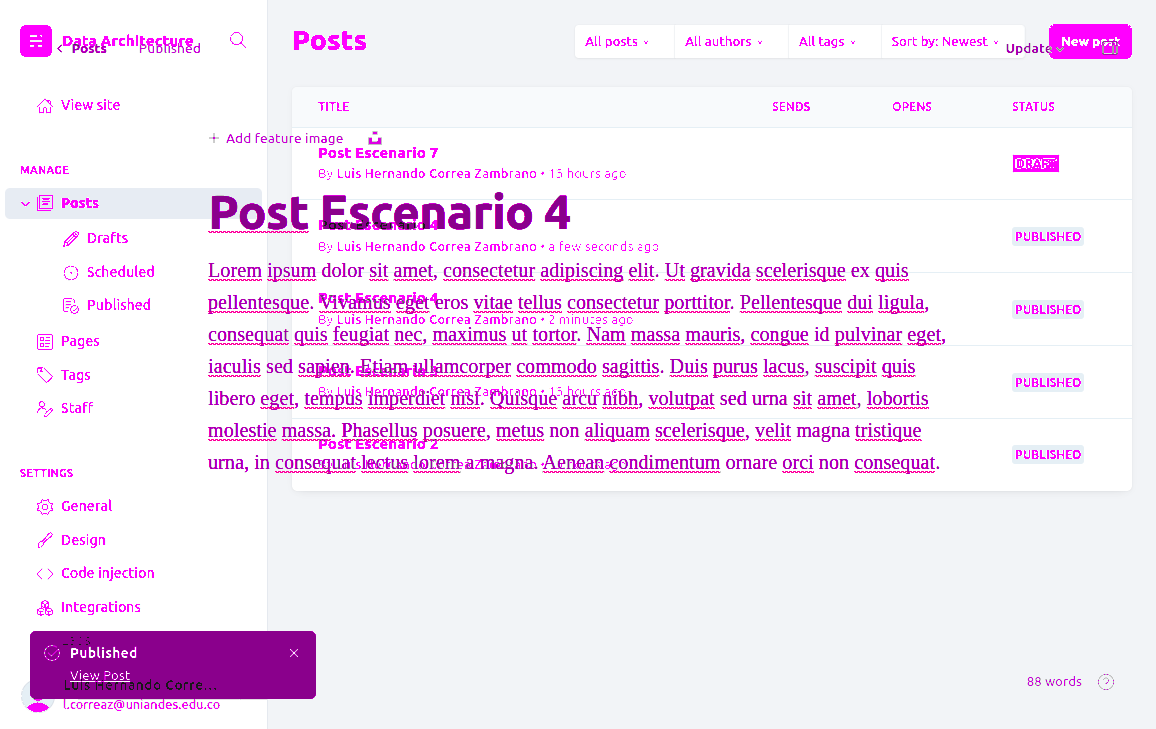 Data Architecture
Posts
Published
Posts
All posts
All authors
All tags
Sort by: Newest
Update
New post
View site
TITLE
SENDS
OPENS
STATUS
Add feature image
Post Escenario 7
By Luis Hernando Correa Zambrano • 15 hours ago
DRAFT
MANAGE
Posts
Post Escenario 4
Post Escenario 4
By Luis Hernando Correa Zambrano • a few seconds ago
PUBLISHED
Drafts
Scheduled
Published
Lorem ipsum dolor sit amet, consectetur adipiscing elit. Ut gravida scelerisque ex quis
pellentesque. Vivamus eget eros vitae tellus consectetur porttitor. Pellentesque dui ligula,
consequat quis feugiat nec, maximus ut tortor. Nam massa mauris, congue id pulvinar eget,
iaculis sed sapien. Etiam ullamcorper commodo sagittis. Duis purus lacus, suscipit quis
libero eget, tempus imperdiet nisl. Quisque arcu nibh, volutpat sed urna sit amet, lobortis
molestie massa. Phasellus posuere, metus non aliquam scelerisque, velit magna tristique
urna, in consequat lectus lorem a magna. Aenean condimentum ornare orci non consequat.
Post Escenario 4
By Luis Hernando Correa Zambrano • 2 minutes ago
PUBLISHED
By Luis Hernando Correa Zambrano • 15 hours ago
PUBLISHED
Post Escenario 2
PUBLISHED
Pages
Tags
Staff
SETTINGS
General
Design
Code injection
Integrations
Published
View Post
Luis Hernando Corre...
l.correaz@uniandes.edu.co
88 words